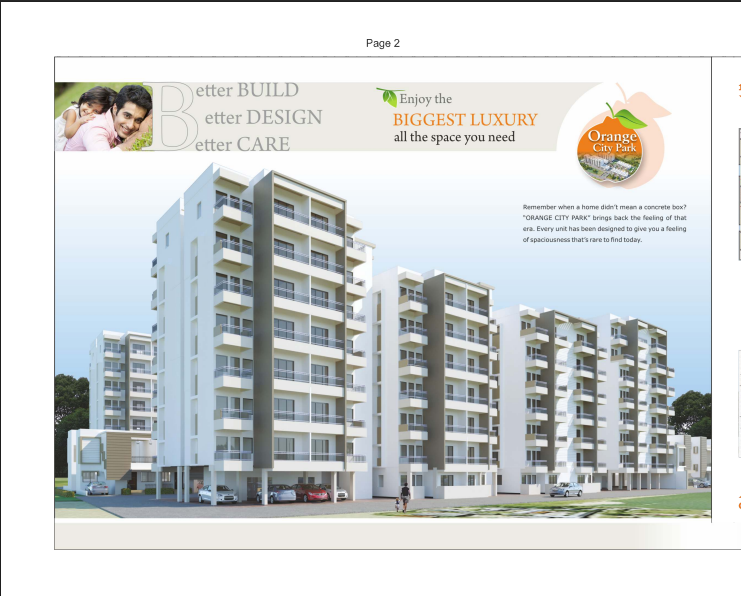 Page 2
Better BUILD
etter DESIGN
etter CARE
Enjoy the
BIGGEST LUXURY
all the space you need
Orange
City Park
Remember when a home didn't mean a concrete box?
"ORANGE CITY PARK" brings back the feeling of that
era. Every unit has been designed to give you a feeling
of spaciousness that's rare to find today.